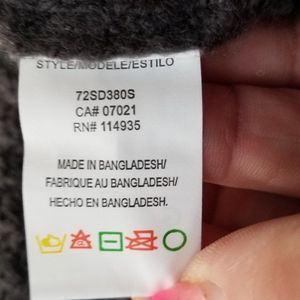 STYLE/MODELE/ESTILO
72SD380S
CA# 07021
RN# 114935
MADE IN BANGLADESH/
FABRIQUE AU BANGLADESH/
HECHO EN BANGLADESH.